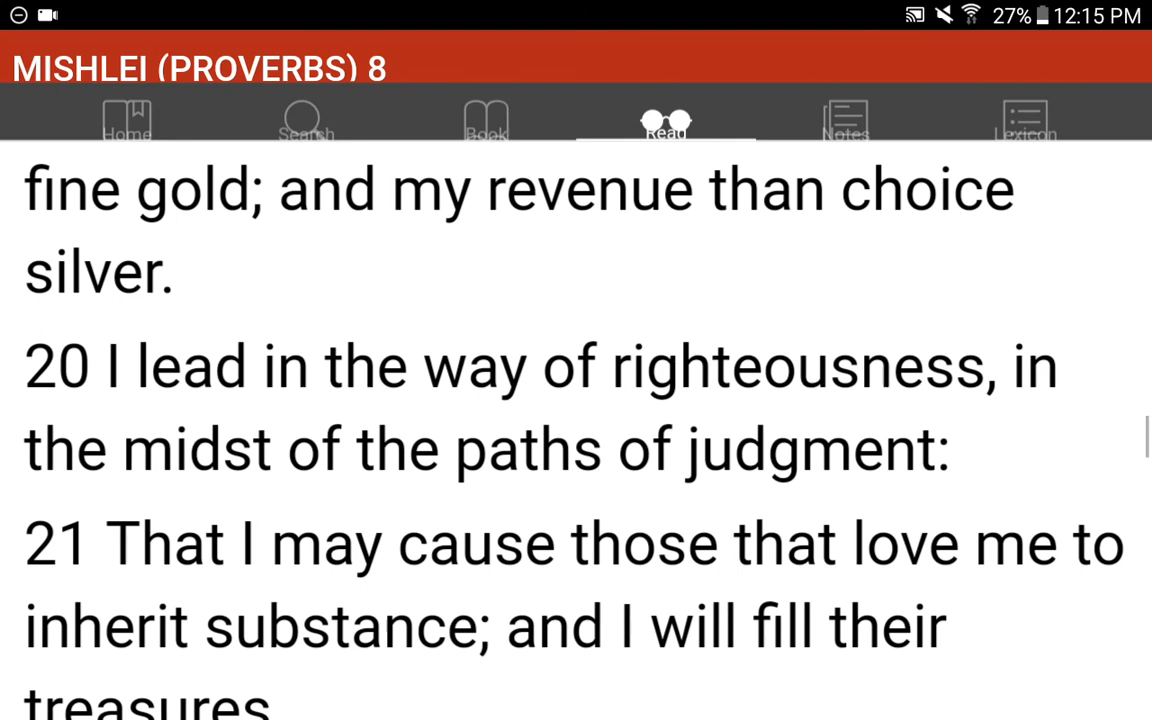 27% 12:15 PM
MISHLEI (PROVERBS) 8
Home Search Book Read Notes Lexicon
fine gold; and my revenue than choice
silver.
20 I lead in the way of righteousness, in
the midst of the paths of judgment:
21 That I may cause those that love me to
inherit substance; and I will fill their
treasures